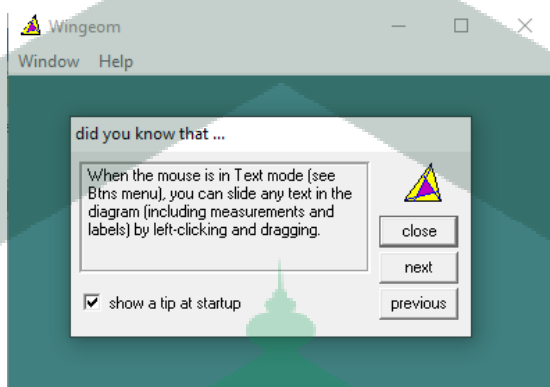 Wingeom
Window Help
did you know that ...
When the mouse is in Text mode (see
Btns menu), you can slide any text in the
diagram (including measurements and
labels) by left-clicking and dragging.
close
next
show a tip at startup
previous